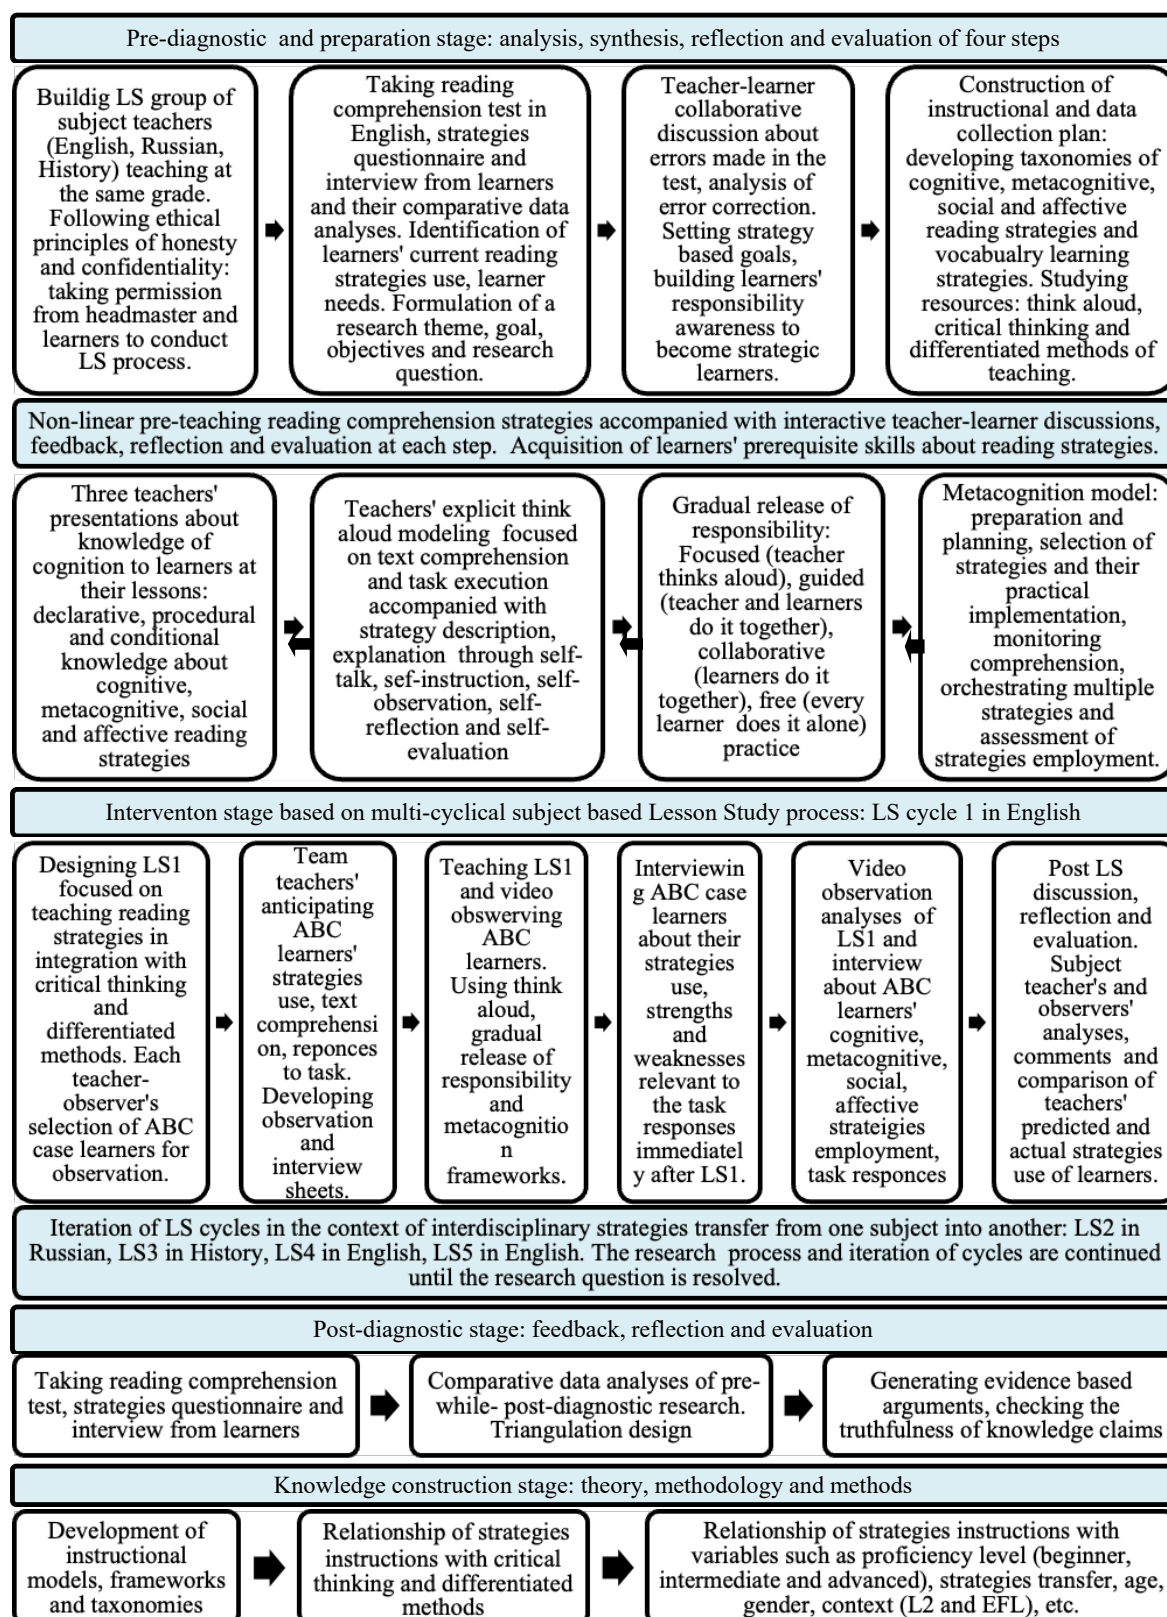 Pre-diagnostic and preparation stage: analysis, synthesis, reflection and evaluation of four steps
Buildig LS group of
subject teachers
(English, Russian,
History) teaching at
the same grade.
Following ethical
principles of honesty
and confidentiality:
taking permission
from headmaster and
learners to conduct
LS process.
Taking reading
comprehension test in
English, strategies
questionnaire and
interview from learners
and their comparative data
analyses. Identification of
learners' current reading
strategies use, learner
needs. Formulation of a
research theme, goal,
objectives and research
question.
Teacher-learner
collaborative
discussion about
errors made in the
test, analysis of
error correction.
Setting strategy
based goals,
building learners'
responsibility
awareness to
become strategic
learners.
Construction of
instructional and data
collection plan:
developing taxonomies of
cognitive, metacognitive,
social and affective
reading strategies and
vocabualry learning
strategies. Studying
resources: think aloud,
critical thinking and
differentiated methods of
teaching.
Non-linear pre-teaching reading comprehension strategies accompanied with interactive teacher-learner discussions,
feedback, reflection and evaluation at each step. Acquisition of learners' prerequisite skills about reading strategies.
Three teachers'
presentations about
knowledge of
cognition to learners at
their lessons:
declarative, procedural
and conditional
knowledge about
cognitive,
metacognitive, social
and affective reading
strategies
Teachers' explicit think
aloud modeling focused
on text comprehension
and task execution
accompanied with
strategy description,
explanation through self-
talk, sef-instruction, self-
observation, self-
reflection and self-
evaluation
Gradual release of
responsibility:
Focused (teacher
thinks aloud), guided
(teacher and learners
do it together),
collaborative
(learners do it
together), free (every
learner does it alone)
practice
Metacognition model:
preparation and
planning, selection of
strategies and their
practical
implementation,
monitoring
comprehension,
orchestrating multiple
strategies and
assessment of
strategies employment.
Interventon stage based on multi-cyclical subject based Lesson Study process: LS cycle 1 in English
Designing LS1
focused on
teaching reading
strategies in
integration with
critical thinking
and
differentiated
methods. Each
teacher-
observer's
selection of ABC
case learners for
observation.
Team
teachers'
anticipating
ABC
learners'
strategies
use, text
comprehensi
on, reponces
to task.
Developing
observation
and
interview
sheets.
Teaching LS1
and video
obswerving
ABC
learners.
Using think
aloud,
gradual
release of
responsibility
and
metacognitio
n
frameworks.
Interviewin
g ABC case
learners
about their
strategies
use,
strengths
and
weaknesses
relevant to
the task
responses
immediatel
y after LS1.
Video
observation
analyses of
LS1 and
interview
about ABC
learners'
cognitive,
metacognitive,
social,
affective
strateigies
employment,
task responces
Post LS
discussion,
reflection and
evaluation.
Subject
teacher's and
observers'
analyses,
comments and
comparison of
teachers'
predicted and
actual strategies
use of learners.
Iteration of LS cycles in the context of interdisciplinary strategies transfer from one subject into another: LS2 in
Russian, LS3 in History, LS4 in English, LS5 in English. The research process and iteration of cycles are continued
until the research question is resolved.
Post-diagnostic stage: feedback, reflection and evaluation
Taking reading comprehension
test, strategies questionnaire and
interview from learners
Comparative data analyses of pre-
while- post-diagnostic research.
Triangulation design
Generating evidence based
arguments, checking the
truthfulness of knowledge claims
Knowledge construction stage: theory, methodology and methods
Development of
instructional
models, frameworks
and taxonomies
Relationship of strategies
instructions with critical
thinking and differentiated
methods
Relationship of strategies instructions with
variables such as proficiency level (beginner,
intermediate and advanced), strategies transfer, age,
gender, context (L2 and EFL), etc.